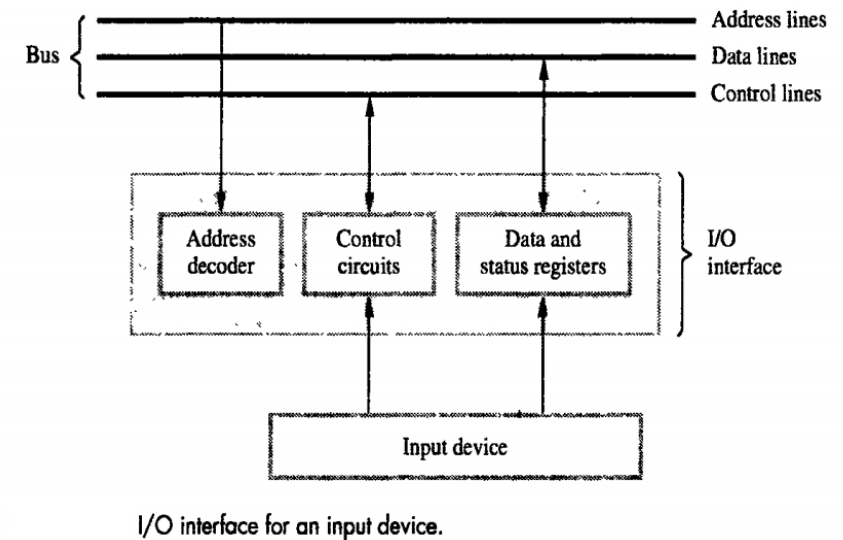 Address lines
Bus
Data lines
Control lines
Address
decoder
Control
circuits
Data and
status registers
I/O
interface
Input device
I/O interface for an input device.